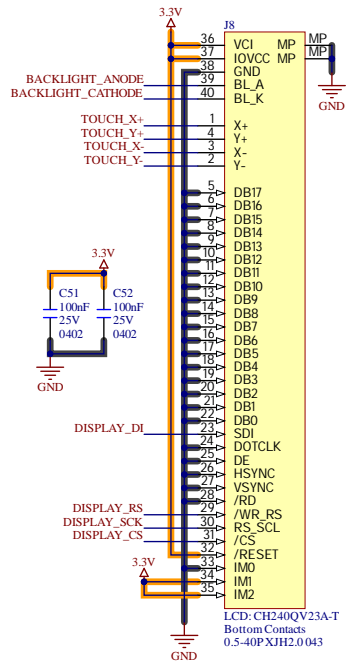 3.3V
J8
36 VCI MP MP
37 IOVCC MP MP
38 GND
BACKLIGHT_ANODE 39 BL_A
BACKLIGHT_CATHODE 40 BL_K
GND
TOUCH_X+ 1 X+
TOUCH_Y+ 4 Y+
TOUCH_X- 3 X-
TOUCH_Y- 2 Y-
5 DB17
6 DB16
7 DB15
8 DB14
9 DB13
10 DB12
11 DB11
12 DB10
13 DB9
14 DB8
15 DB7
16 DB6
17 DB5
18 DB4
19 DB3
20 DB2
21 DB1
22 DB0
3.3V
C51 C52
100nF 100nF
25V 25V
0402 0402
GND
DISPLAY_DI 23 SDI
24 DOTCLK
25 DE
26 HSYNC
27 VSYNC
28 /RD
DISPLAY_RS 29 /WR_RS
DISPLAY_SCK 30 RS_SCL
DISPLAY_CS 31 /CS
32 /RESET
33 IM0
3.3V
34 IM1
35 IM2
LCD: CH240QV23A-T
Bottom Contacts
0.5-40PXJH2.0043
GND